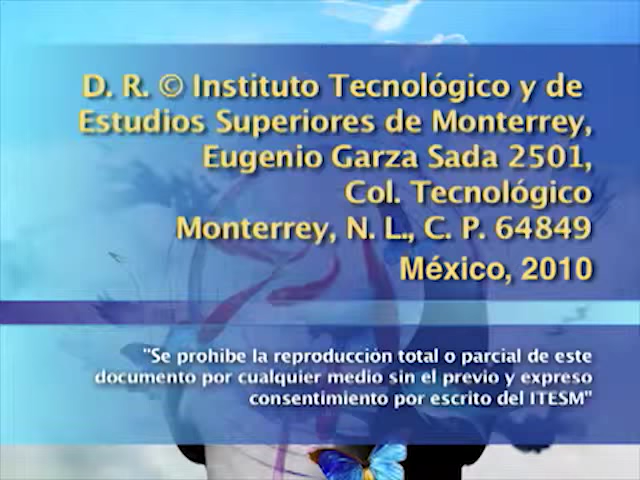 D. R. © Instituto Tecnológico y de
Estudios Superiores de Monterrey,
Eugenio Garza Sada 2501,
Col. Tecnológico
Monterrey, N. L., C. P. 64849
México, 2010
"Se prohibe la reproducción total o parcial de este
documento por cualquier medio sin el previo y expreso
consentimiento por escrito del ITESM"